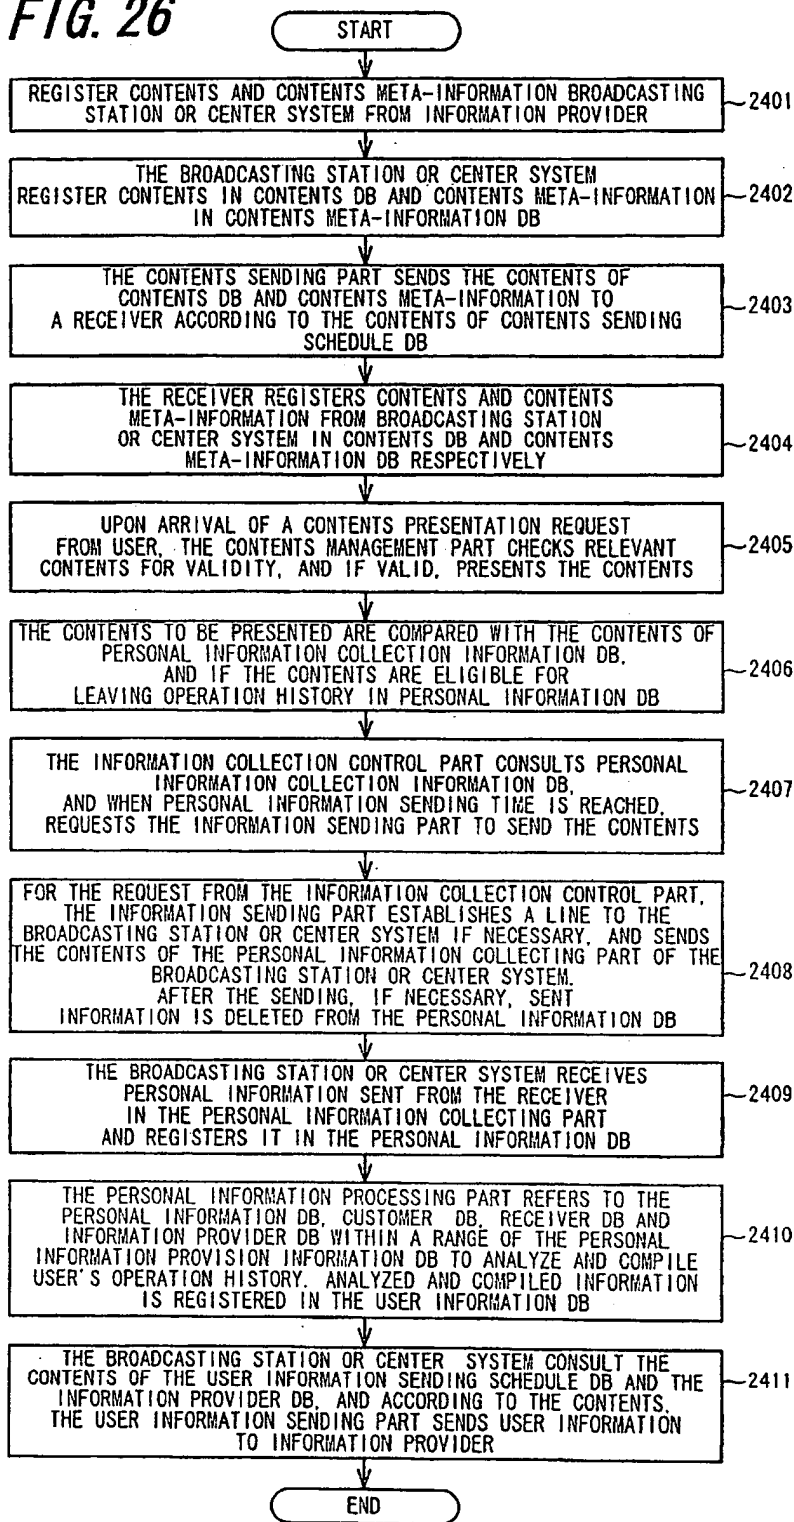 FIG. 26
START
REGISTER CONTENTS AND CONTENTS META-INFORMATION BROADCASTING
STATION OR CENTER SYSTEM FROM INFORMATION PROVIDER
2401
THE BROADCASTING STATION OR CENTER SYSTEM
REGISTER CONTENTS IN CONTENTS DB AND CONTENTS META-INFORMATION
IN CONTENTS META-INFORMATION DB
2402
THE CONTENTS SENDING PART SENDS THE CONTENTS OF
CONTENTS DB AND CONTENTS META-INFORMATION TO
A RECEIVER ACCORDING TO THE CONTENTS OF CONTENTS SENDING
SCHEDULE DB
2403
THE RECEIVER REGISTERS CONTENTS AND CONTENTS
META-INFORMATION FROM BROADCASTING STATION
OR CENTER SYSTEM IN CONTENTS DB AND CONTENTS
META-INFORMATION DB RESPECTIVELY
2404
UPON ARRIVAL OF A CONTENTS PRESENTATION REQUEST
FROM USER, THE CONTENTS MANAGEMENT PART CHECKS RELEVANT
CONTENTS FOR VALIDITY, AND IF VALID, PRESENTS THE CONTENTS
2405
THE CONTENTS TO BE PRESENTED ARE COMPARED WITH THE CONTENTS OF
PERSONAL INFORMATION COLLECTION INFORMATION DB,
AND IF THE CONTENTS ARE ELIGIBLE FOR
LEAVING OPERATION HISTORY IN PERSONAL INFORMATION DB
2406
THE INFORMATION COLLECTION CONTROL PART CONSULTS PERSONAL
INFORMATION COLLECTION INFORMATION DB,
AND WHEN PERSONAL INFORMATION SENDING TIME IS REACHED,
REQUESTS THE INFORMATION SENDING PART TO SEND THE CONTENTS
2407
FOR THE REQUEST FROM THE INFORMATION COLLECTION CONTROL PART,
THE INFORMATION SENDING PART ESTABLISHES A LINE TO THE
BROADCASTING STATION OR CENTER SYSTEM IF NECESSARY, AND SENDS
THE CONTENTS OF THE PERSONAL INFORMATION COLLECTING PART OF THE
BROADCASTING STATION OR CENTER SYSTEM.
AFTER THE SENDING, IF NECESSARY, SENT
INFORMATION IS DELETED FROM THE PERSONAL INFORMATION DB
2408
THE BROADCASTING STATION OR CENTER SYSTEM RECEIVES
PERSONAL INFORMATION SENT FROM THE RECEIVER
IN THE PERSONAL INFORMATION COLLECTING PART
AND REGISTERS IT IN THE PERSONAL INFORMATION DB
2409
THE PERSONAL INFORMATION PROCESSING PART REFERS TO THE
PERSONAL INFORMATION DB, CUSTOMER DB, RECEIVER DB AND
INFORMATION PROVIDER DB WITHIN A RANGE OF THE PERSONAL
INFORMATION PROVISION INFORMATION DB TO ANALYZE AND COMPILE
USER'S OPERATION HISTORY. ANALYZED AND COMPILED INFORMATION
IS REGISTERED IN THE USER INFORMATION DB
2410
THE BROADCASTING STATION OR CENTER SYSTEM CONSULT THE
CONTENTS OF THE USER INFORMATION SENDING SCHEDULE DB AND THE
INFORMATION PROVIDER DB, AND ACCORDING TO THE CONTENTS,
THE USER INFORMATION SENDING PART SENDS USER INFORMATION
TO INFORMATION PROVIDER
2411
END